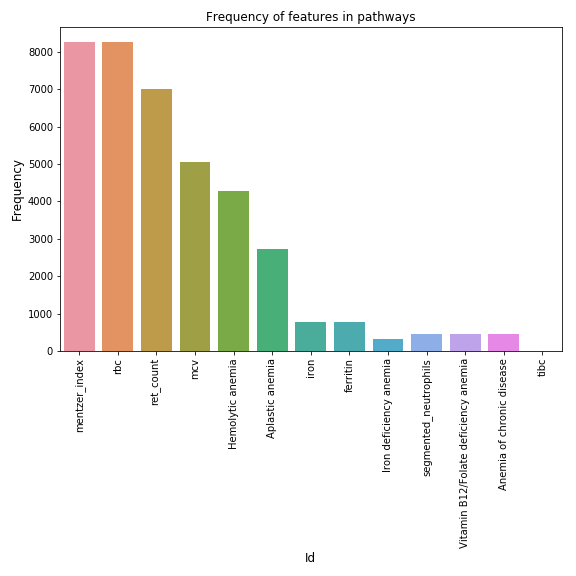 Frequency of features in pathways
Frequency
8000
7000
6000
5000
4000
3000
2000
1000
0
mentzer_index
rbc
ret_count
mcv
Hemolytic anemia
Aplastic anemia
iron
ferritin
Iron deficiency anemia
segmented_neutrophils
Vitamin B12/Folate deficiency anemia
Anemia of chronic disease
tibc
Id